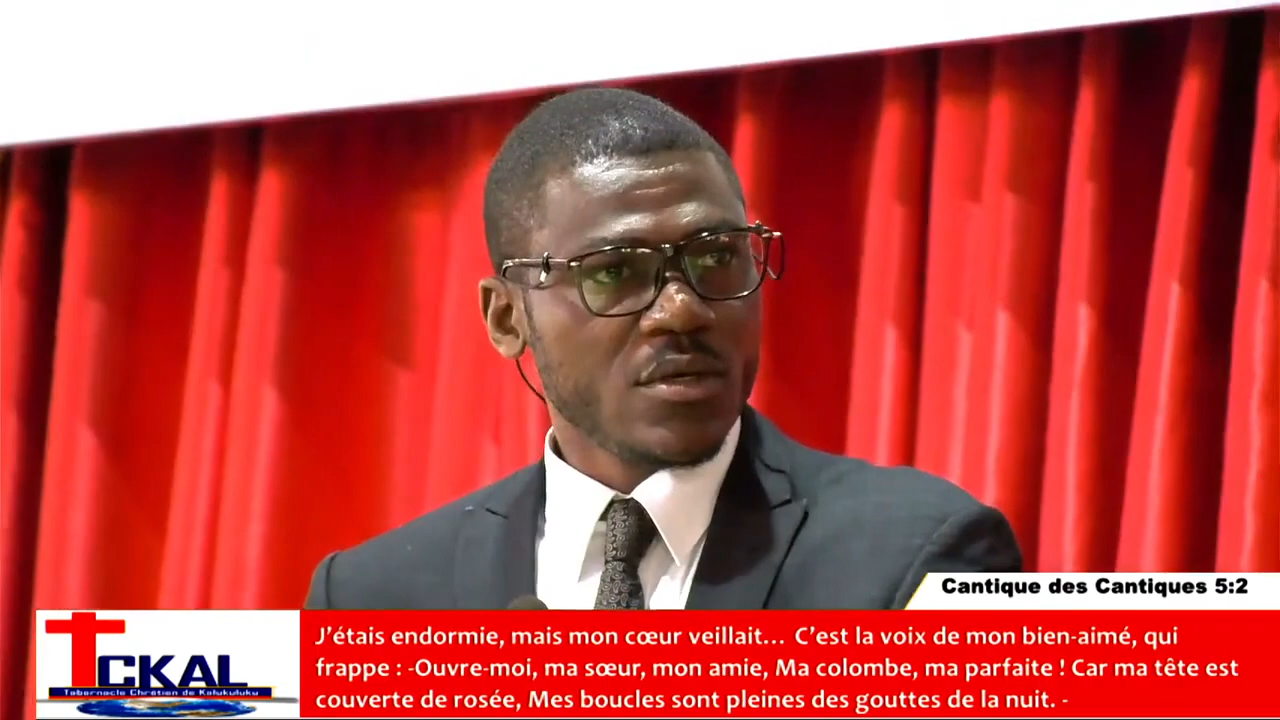 Cantique des Cantiques 5:2
J'étais endormie, mais mon cœur veillait... C'est la voix de mon bien-aimé, qui
frappe : -Ouvre-moi, ma sœur, mon amie, Ma colombe, ma parfaite ! Car ma tête est
couverte de rosée, Mes boucles sont pleines des gouttes de la nuit. -
TCKAL
Tabernacle Chrétien de Kalukuluku